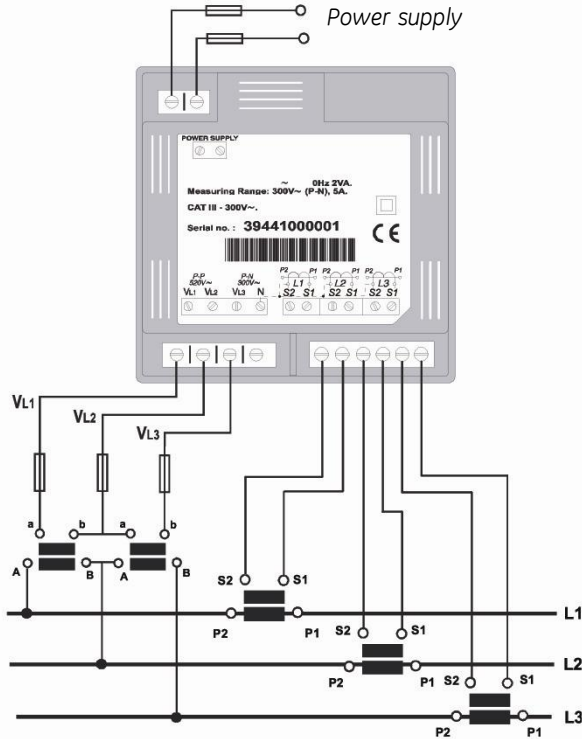 Power supply
POWER SUPPLY
~ 0Hz 2VA.
Measuring Range: 300V~ (P-N), 5A.
CAT III - 300V~.
Serial no. : 39441000001
CE
P-P P-N P2 P1 P2 P1 P2 P1
520V~ 300V~ L1 L2 L3
VL1 VL2 VL3 N S2 S1 S2 S1 S2 S1
VL1
VL2
VL3
a b a b
A B A B
S2 S1
P2 P1 L1
S2 S1
P2 P1 L2
S2 S1
P2 P1 L3